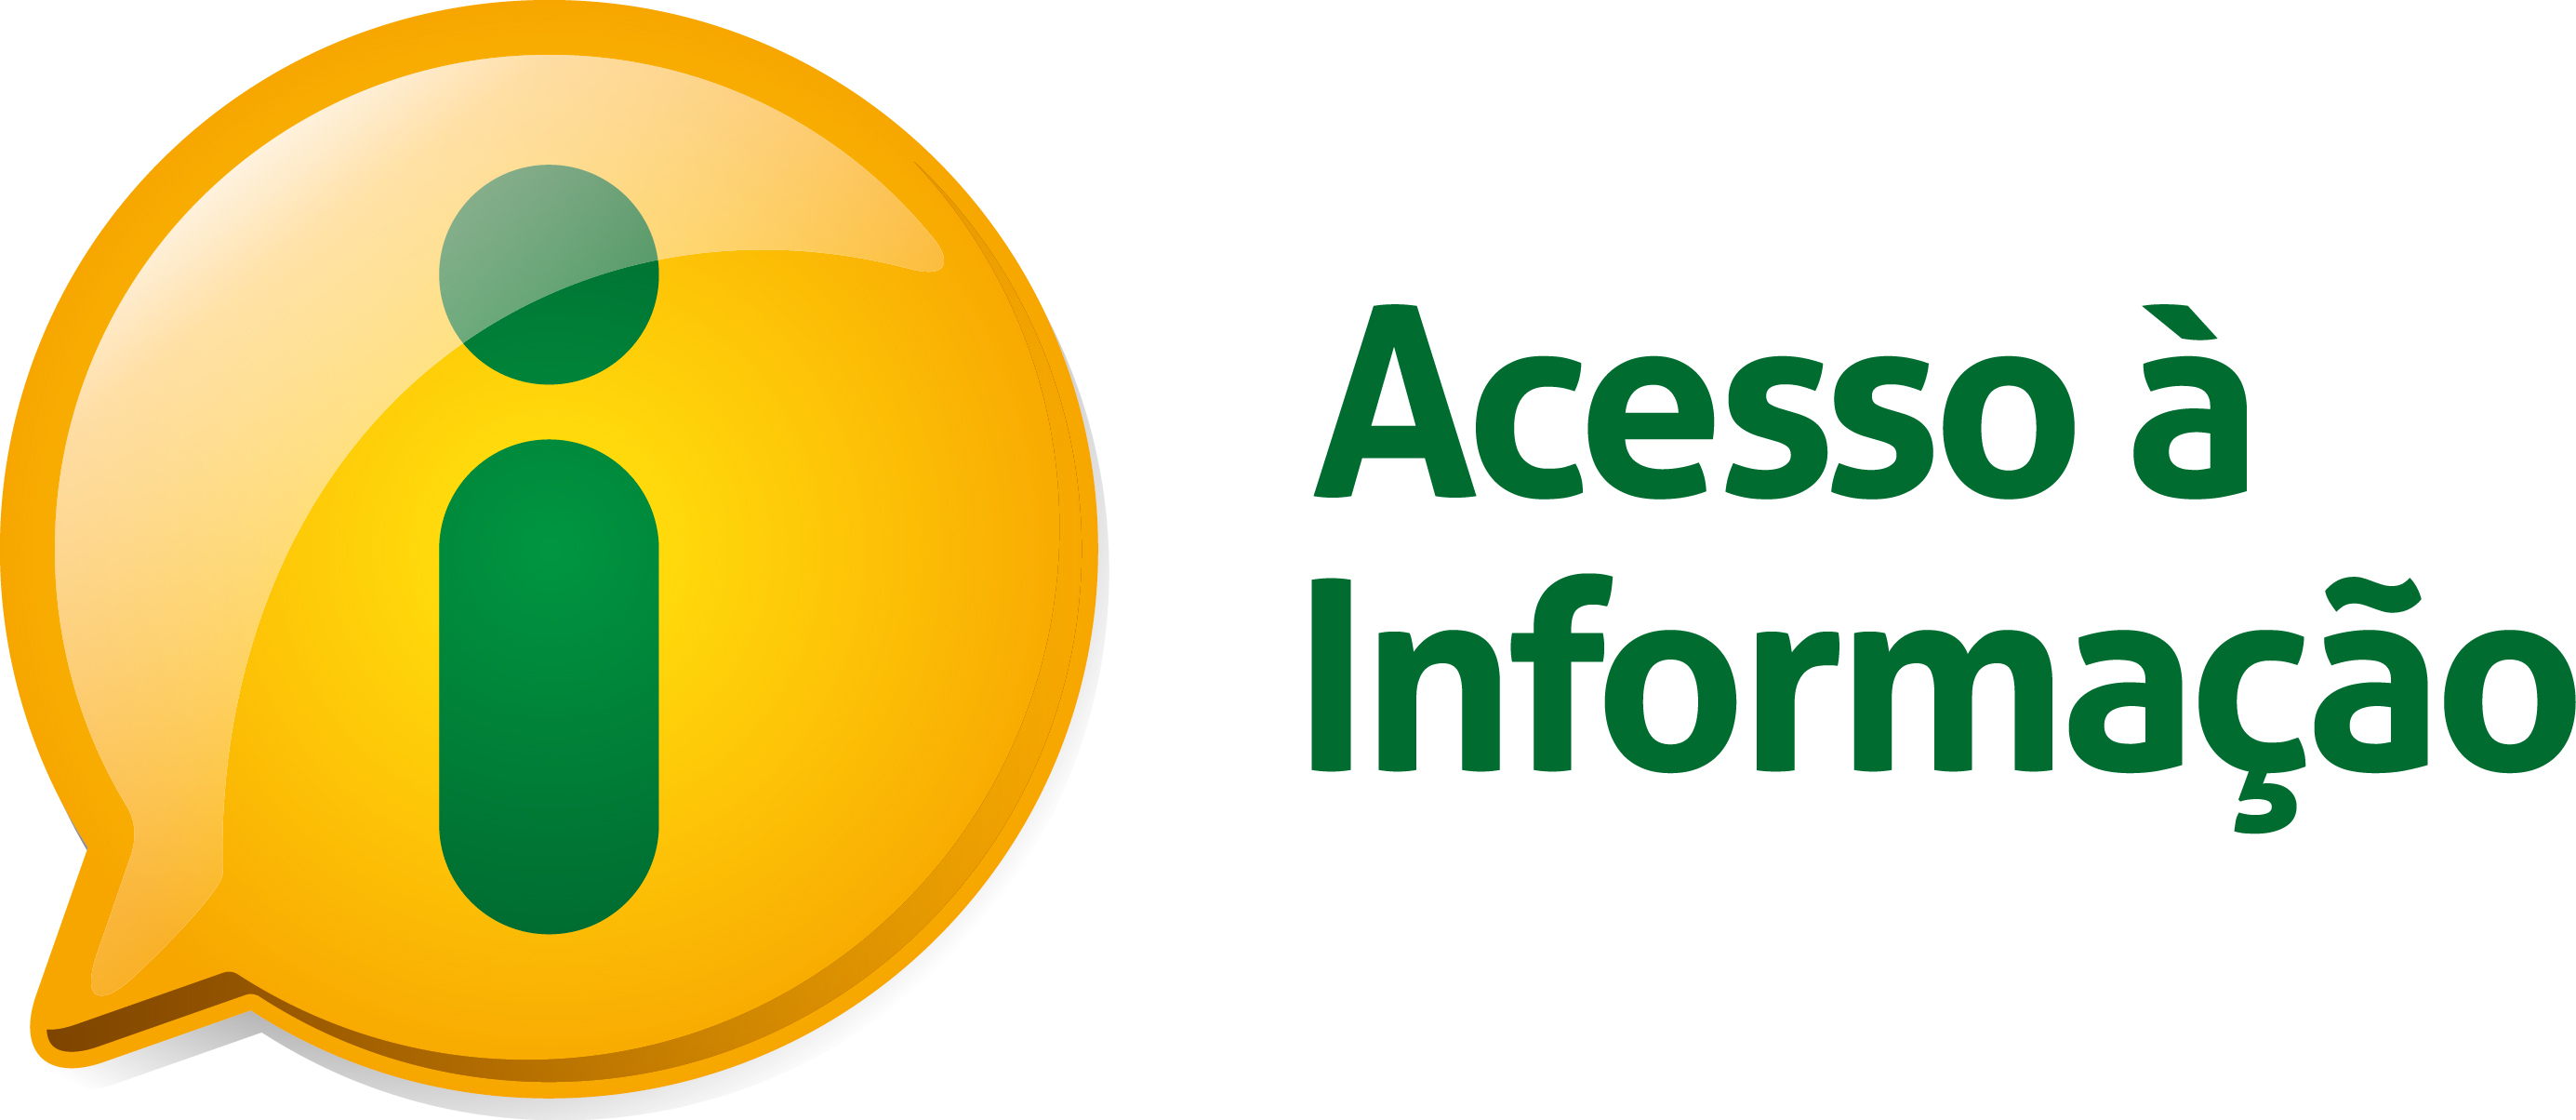 Acesso à
Informação